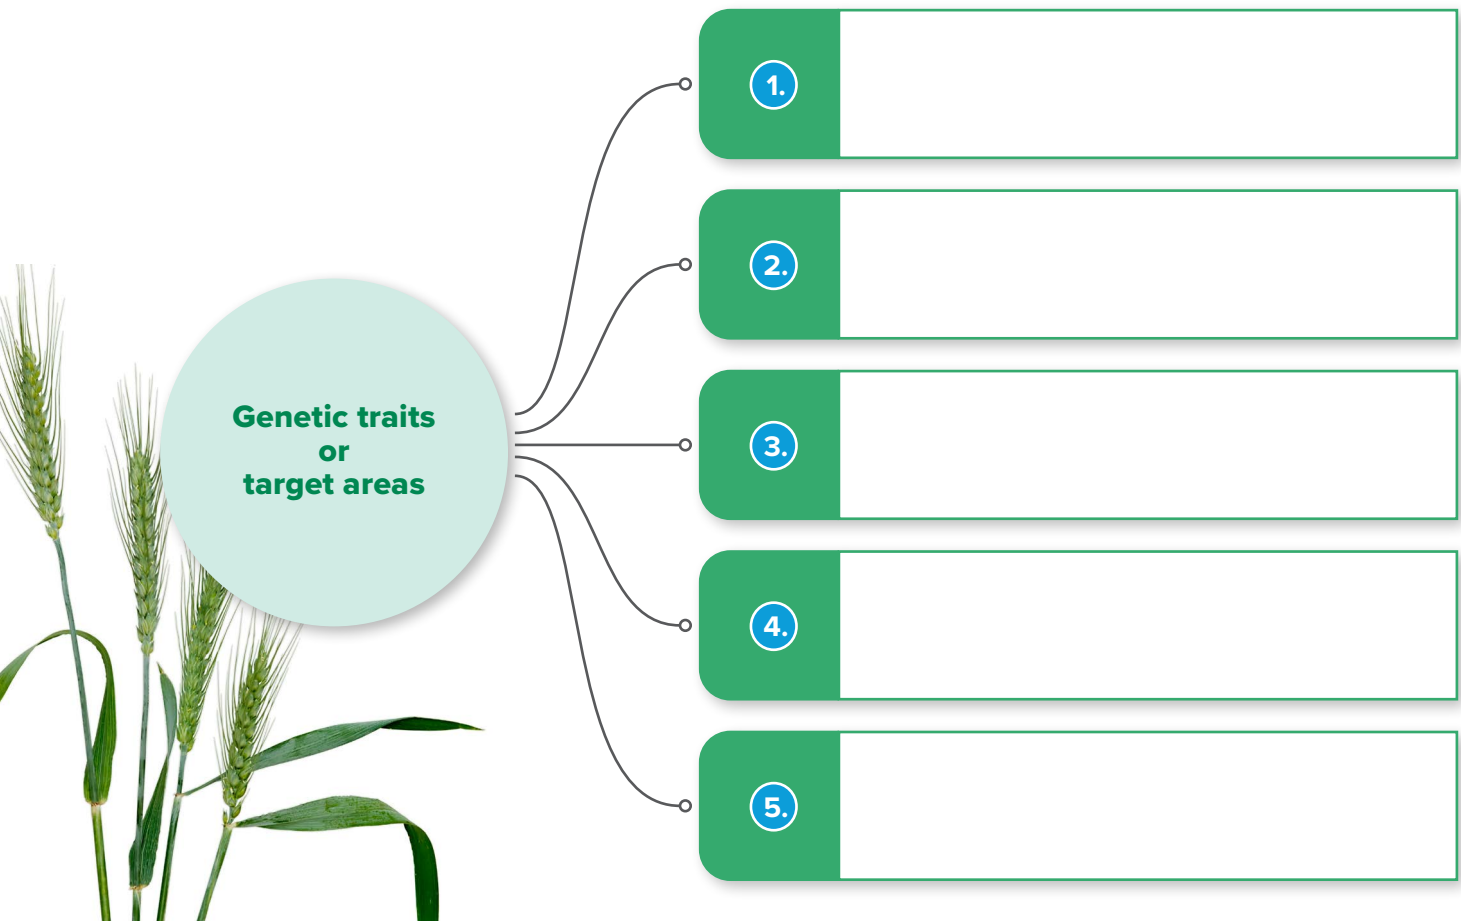 Genetic traits
or
target areas
1.
2.
3.
4.
5.